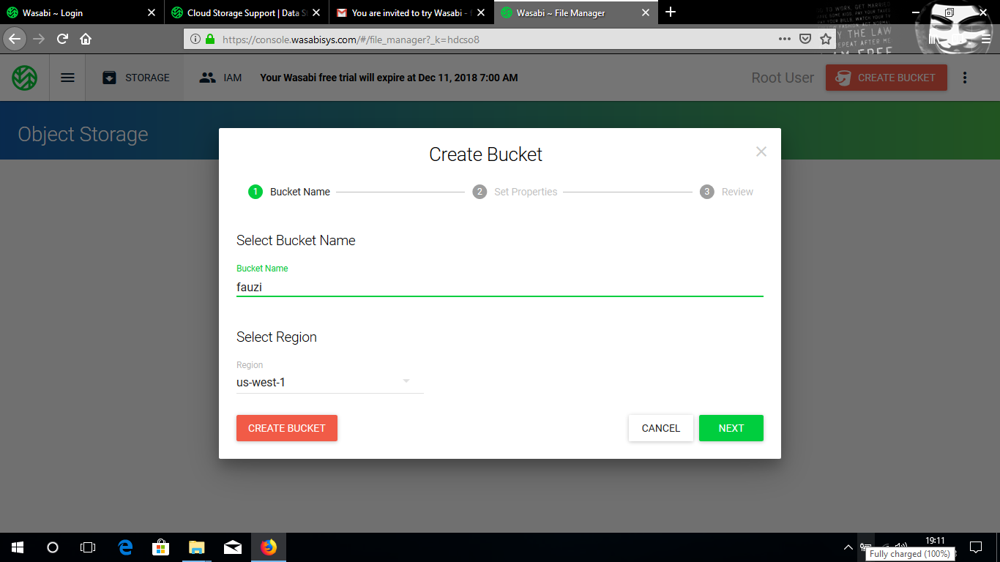 Wasabi ~ Login
Cloud Storage Support | Data S
You are invited to try Wasabi - f
Wasabi ~ File Manager
https://console.wasabisys.com/#/file_manager?_k=hdcso8
STORAGE
IAM
Your Wasabi free trial will expire at Dec 11, 2018 7:00 AM
Root User
CREATE BUCKET
Object Storage
Create Bucket
1 Bucket Name
2 Set Properties
3 Review
Select Bucket Name
Bucket Name
fauzi
Select Region
Region
us-west-1
CREATE BUCKET
CANCEL
NEXT
19:11
Fully charged (100%)